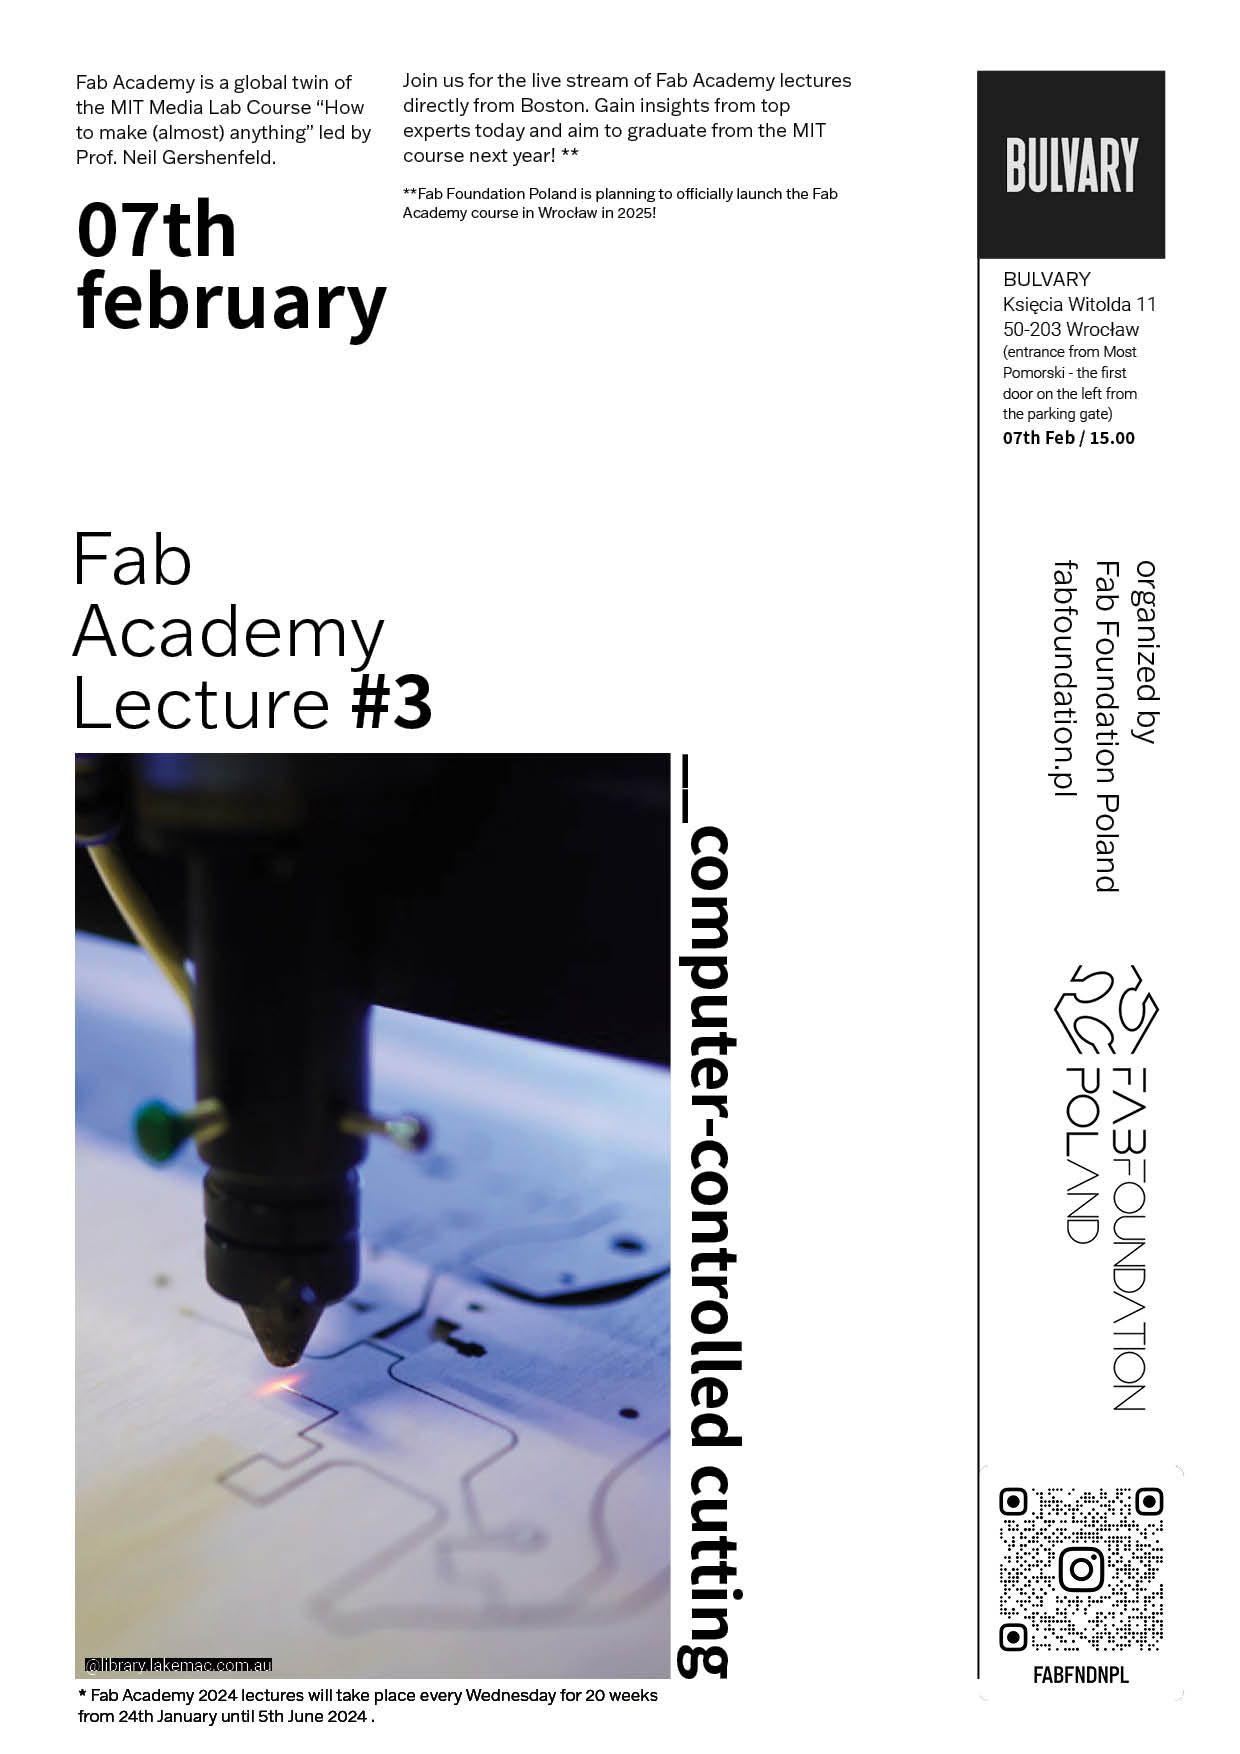 Fab Academy is a global twin of
the MIT Media Lab Course “How
to make (almost) anything” led by
Prof. Neil Gershenfeld.
07th
february
Join us for the live stream of Fab Academy lectures
directly from Boston. Gain insights from top
experts today and aim to graduate from the MIT
course next year! **
**Fab Foundation Poland is planning to officially launch the Fab
Academy course in Wrocław in 2025!
BULVARY
BULVARY
Księcia Witolda 11
50-203 Wrocław
(entrance from Most
Pomorski - the first
door on the left from
the parking gate)
07th Feb / 15.00
Fab
Academy
Lecture #3
__computer-controlled cutting
@library.lakemac.com.au
* Fab Academy 2024 lectures will take place every Wednesday for 20 weeks
from 24th January until 5th June 2024 .
organized by
Fab Foundation Poland
fabfoundation.pl
FABFOUNDATION
POLAND
FABFNDNPL